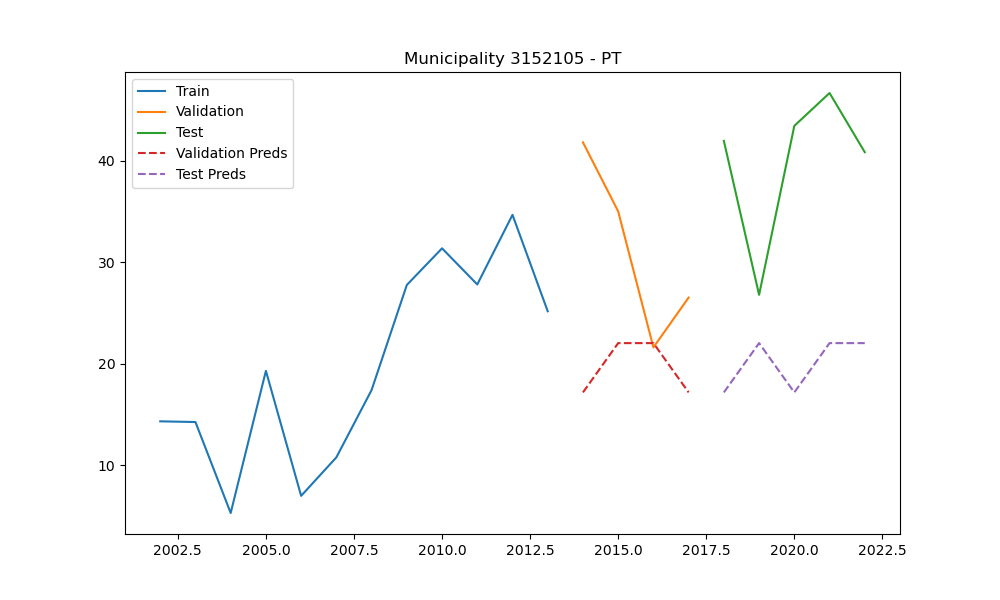 Municipality 3152105 - PT
Train
Validation
Test
Validation Preds
Test Preds
40
30
20
10
2002.5 2005.0 2007.5 2010.0 2012.5 2015.0 2017.5 2020.0 2022.5